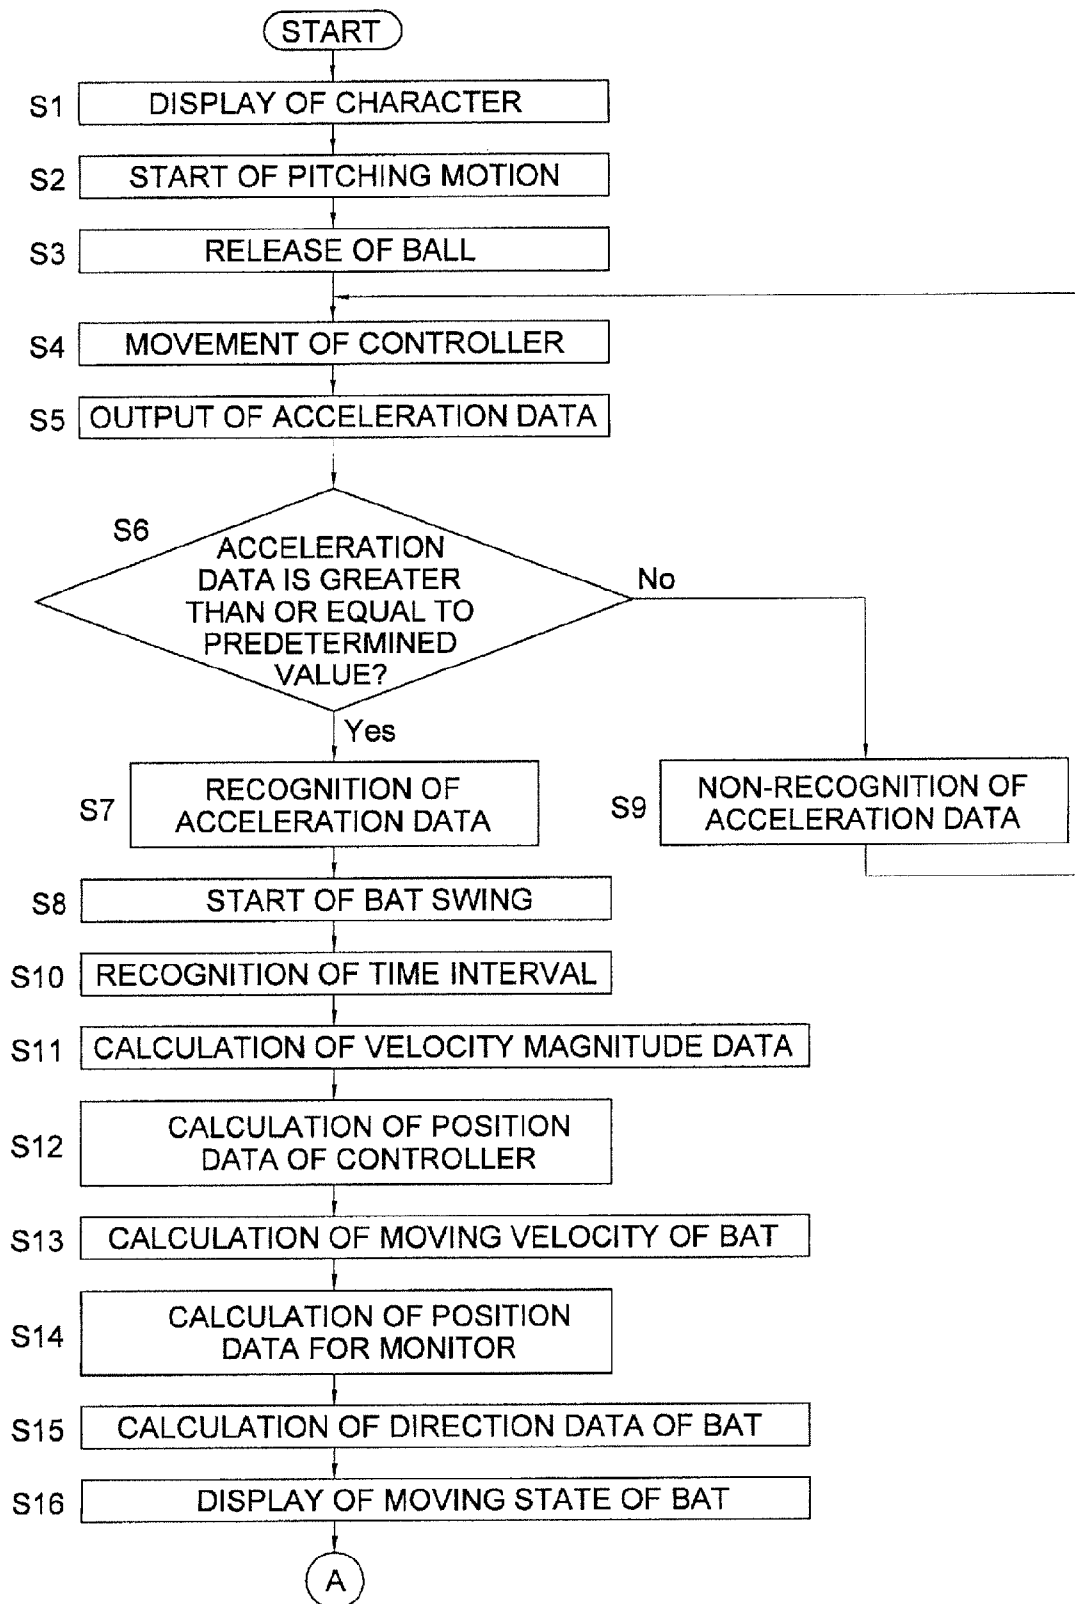 START
S1 DISPLAY OF CHARACTER
S2 START OF PITCHING MOTION
S3 RELEASE OF BALL
S4 MOVEMENT OF CONTROLLER
S5 OUTPUT OF ACCELERATION DATA
S6
ACCELERATION
DATA IS GREATER
THAN OR EQUAL TO
PREDETERMINED
VALUE?
No
Yes
S7
RECOGNITION OF
ACCELERATION DATA
S9
NON-RECOGNITION OF
ACCELERATION DATA
S8 START OF BAT SWING
S10 RECOGNITION OF TIME INTERVAL
S11 CALCULATION OF VELOCITY MAGNITUDE DATA
S12
CALCULATION OF POSITION
DATA OF CONTROLLER
S13 CALCULATION OF MOVING VELOCITY OF BAT
S14
CALCULATION OF POSITION
DATA FOR MONITOR
S15 CALCULATION OF DIRECTION DATA OF BAT
S16 DISPLAY OF MOVING STATE OF BAT
A